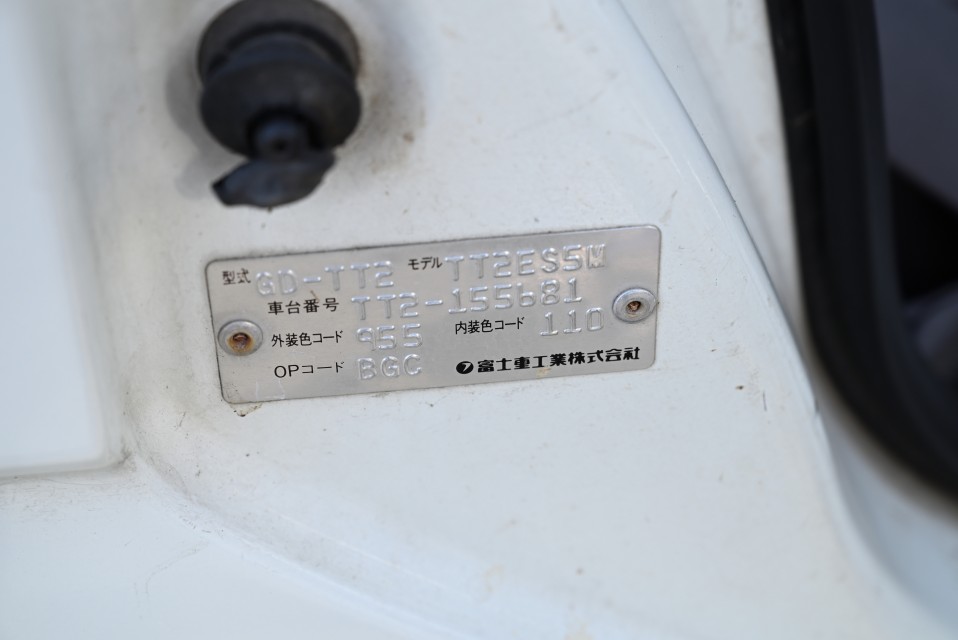 型式 GD-TT2 モデル TT2ES5W
車台番号 TT2-155681
外装色コード 955 内装色コード 110
OPコード BGC 富士重工業株式会社